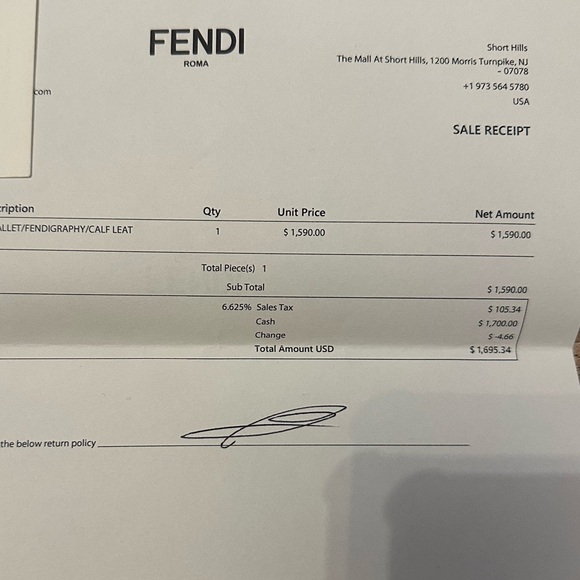 FENDI
ROMA
Short Hills
The Mall At Short Hills, 1200 Morris Turnpike, NJ
- 07078
+1 973 564 5780
USA
com
SALE RECEIPT
cription Qty Unit Price Net Amount
ALLET/FENDIGRAPHY/CALF LEAT 1 $ 1,590.00 $ 1,590.00
Total Piece(s) 1
Sub Total $ 1,590.00
6.625% Sales Tax $ 105.34
Cash $ 1,700.00
Change $ -4.66
Total Amount USD $ 1,695.34
the below return policy